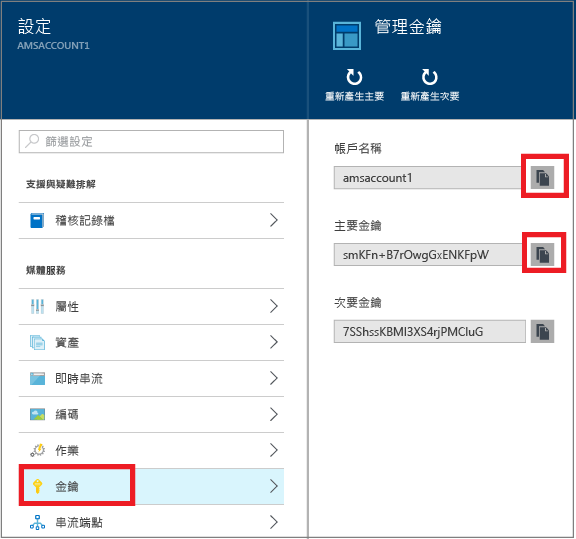 設定
AMSACCOUNT1
篩選設定
支援與疑難排解
稽核記錄檔
媒體服務
屬性
資產
即時串流
編碼
作業
金鑰
串流端點
管理金鑰
重新產生主要
重新產生次要
帳戶名稱
amsaccount1
主要金鑰
smKFn+B7rOwgGxENKFpW
次要金鑰
7SShssKBMI3XS4rjPMCluG